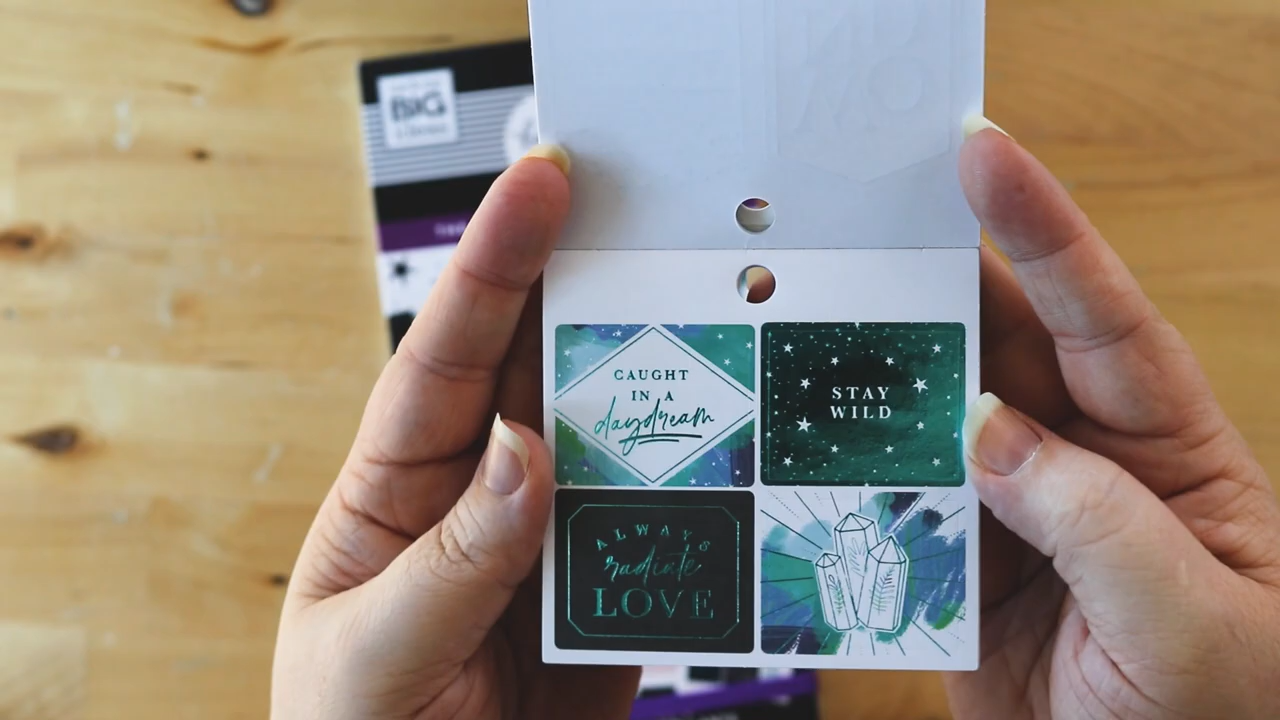 BIG
CAUGHT
IN A
daydream
STAY
WILD
ALWAYS
radiate
LOVE